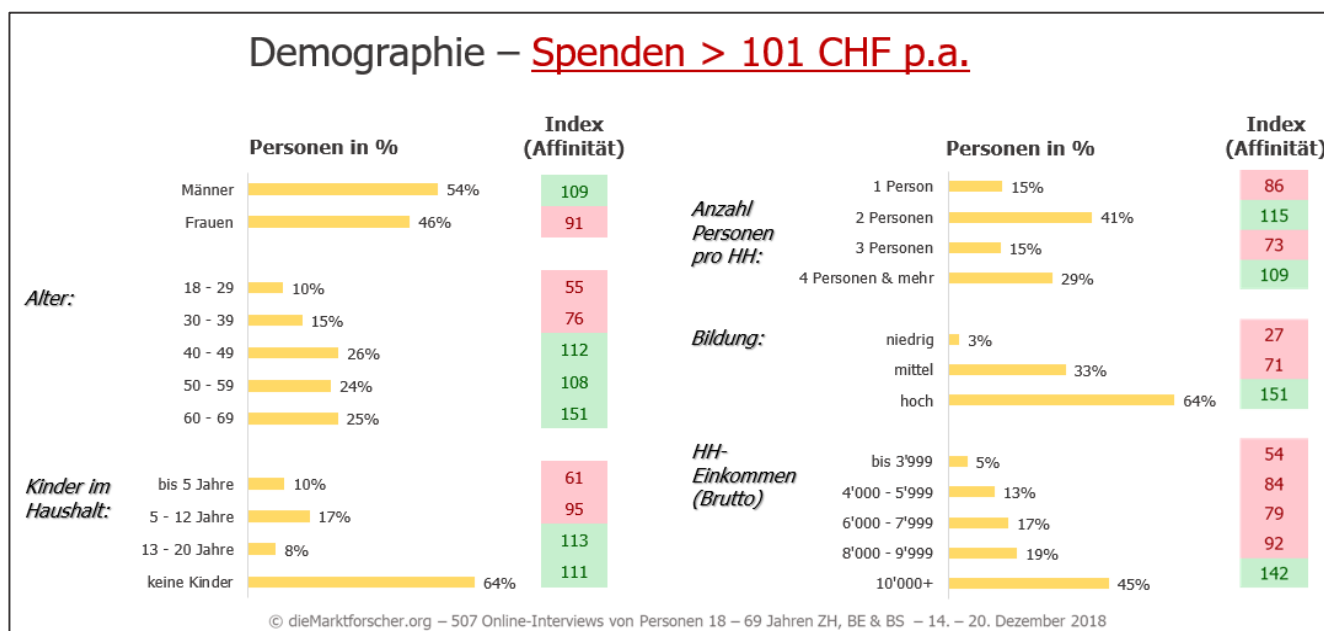 Demographie – Spenden > 101 CHF p.a.
Personen in %
Index
(Affinität)
Männer 54% 109
Frauen 46% 91
Alter:
18 - 29 10% 55
30 - 39 15% 76
40 - 49 26% 112
50 - 59 24% 108
60 - 69 25% 151
Kinder im
Haushalt:
bis 5 Jahre 10% 61
5 - 12 Jahre 17% 95
13 - 20 Jahre 8% 113
keine Kinder 64% 111
Personen in %
Index
(Affinität)
Anzahl
Personen
pro HH:
1 Person 15% 86
2 Personen 41% 115
3 Personen 15% 73
4 Personen & mehr 29% 109
Bildung:
niedrig 3% 27
mittel 33% 71
hoch 64% 151
HH-
Einkommen
(Brutto)
bis 3'999 5% 54
4'000 - 5'999 13% 84
6'000 - 7'999 17% 79
8'000 - 9'999 19% 92
10'000+ 45% 142
© dieMarktforscher.org – 507 Online-Interviews von Personen 18 – 69 Jahren ZH, BE & BS – 14. – 20. Dezember 2018